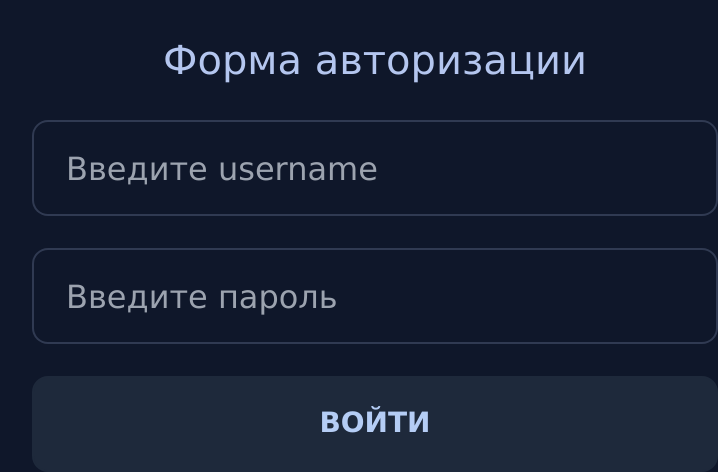 Форма авторизации
Введите username
Введите пароль
войти